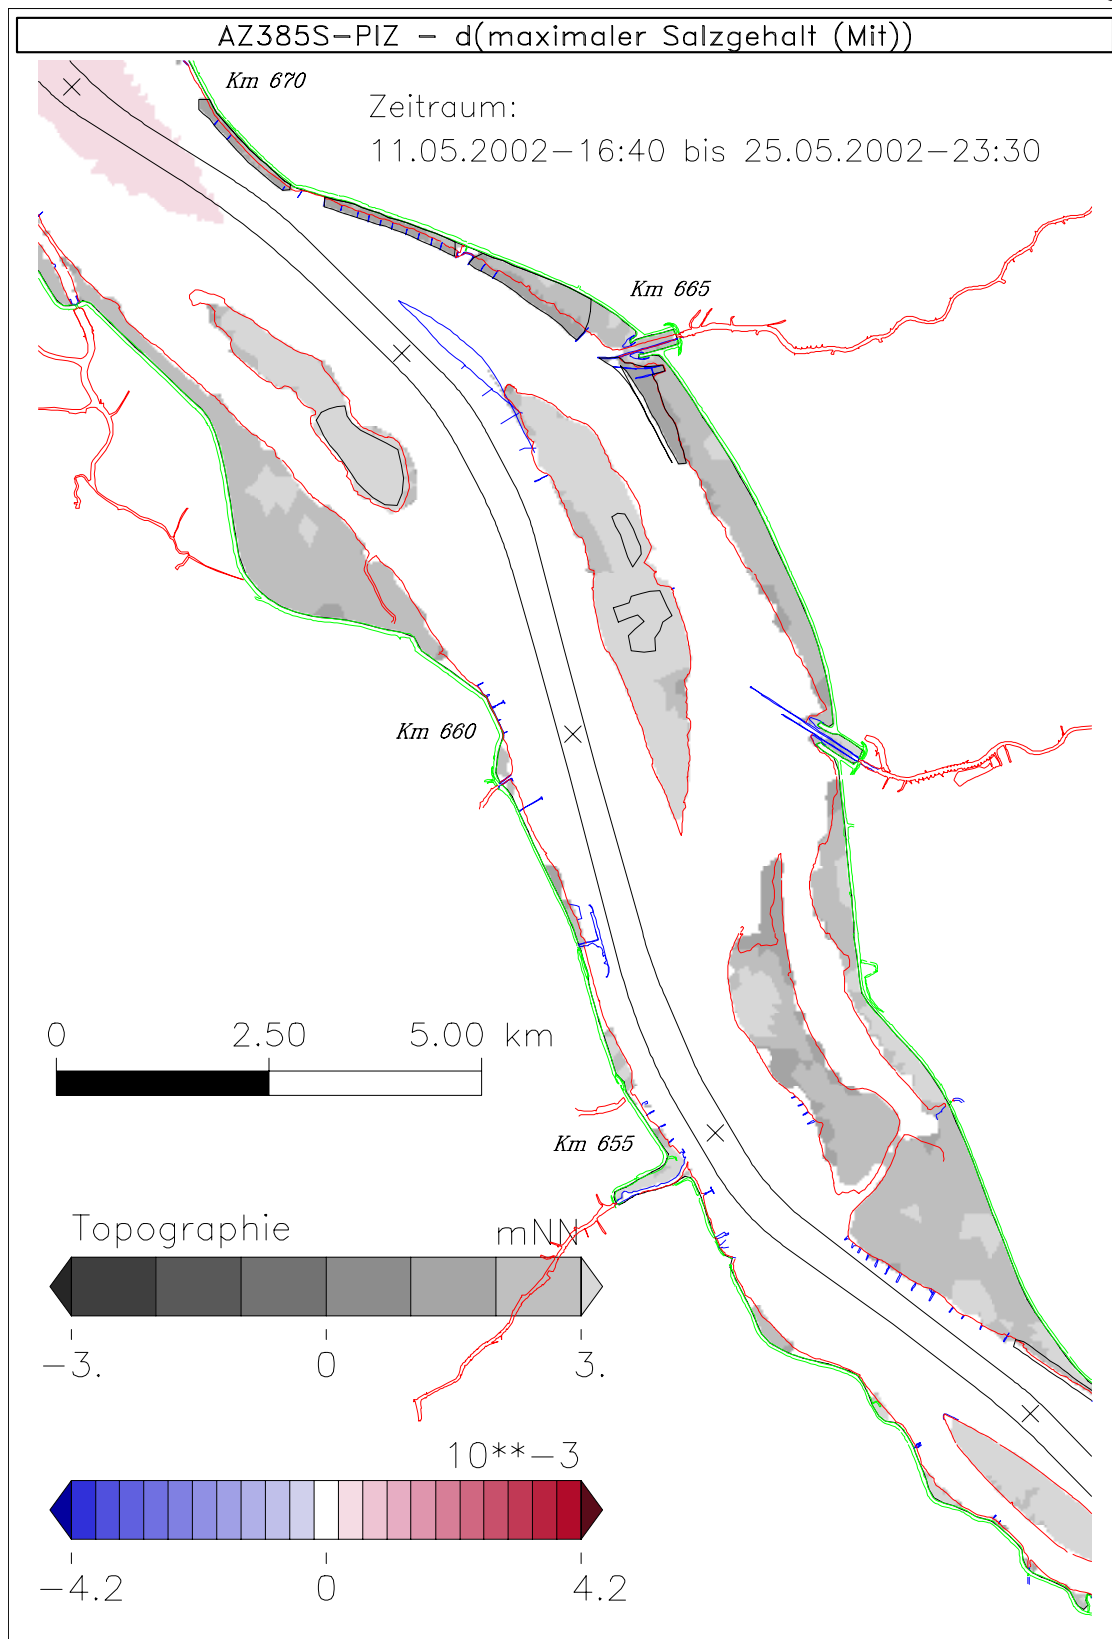 AZ385S-PIZ - d(maximaler Salzgehalt (Mit))
Km 670
Zeitraum:
11.05.2002-16:40 bis 25.05.2002-23:30
Km 665
Km 660
0 2.50 5.00 km
Km 655
Topographie mNN
-3. 0 3.
10**-3
-4.2 0 4.2